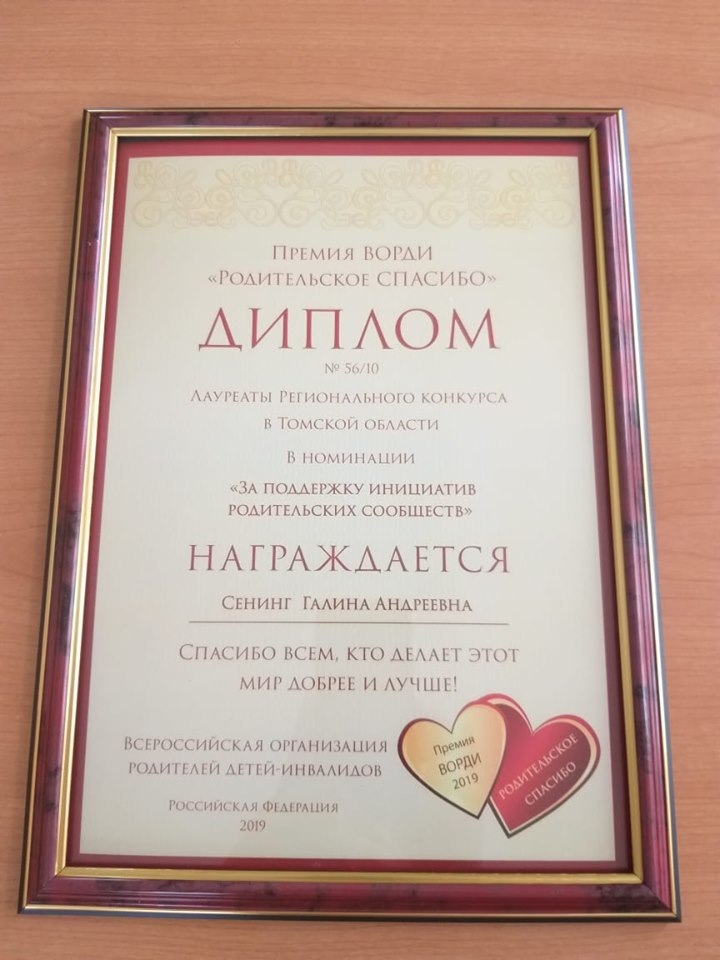 Премия ВОРДИ
«Родительское СПАСИБО»
ДИПЛОМ
№ 56/10
Лауреаты Регионального конкурса
в Томской области
В номинации
«За поддержку инициатив
родительских сообществ»
НАГРАЖДАЕТСЯ
Сенинг Галина Андреевна
Спасибо всем, кто делает этот
мир добрее и лучше!
Всероссийская организация
родителей детей-инвалидов
Российская Федерация
2019
Премия
ВОРДИ
2019
РОДИТЕЛЬСКОЕ
СПАСИБО